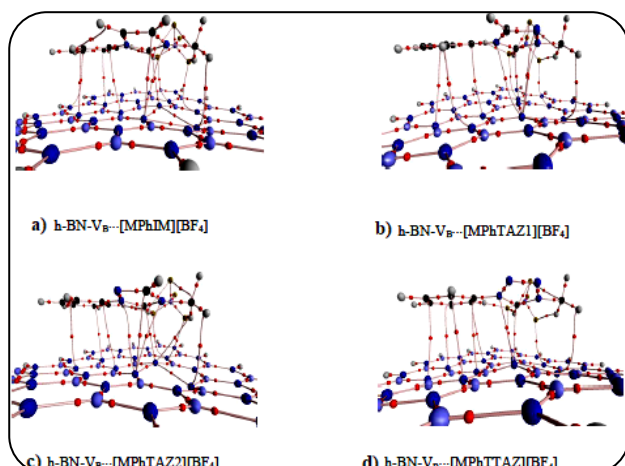 a) h-BN-V_B···[MPhIM][BF₄]
b) h-BN-V_B···[MPhTAZ1][BF₄]
c) h-BN-V_B···[MPhTAZ2][BF₄]
d) h-BN-V_B···[MPhTTAZ][BF₄]